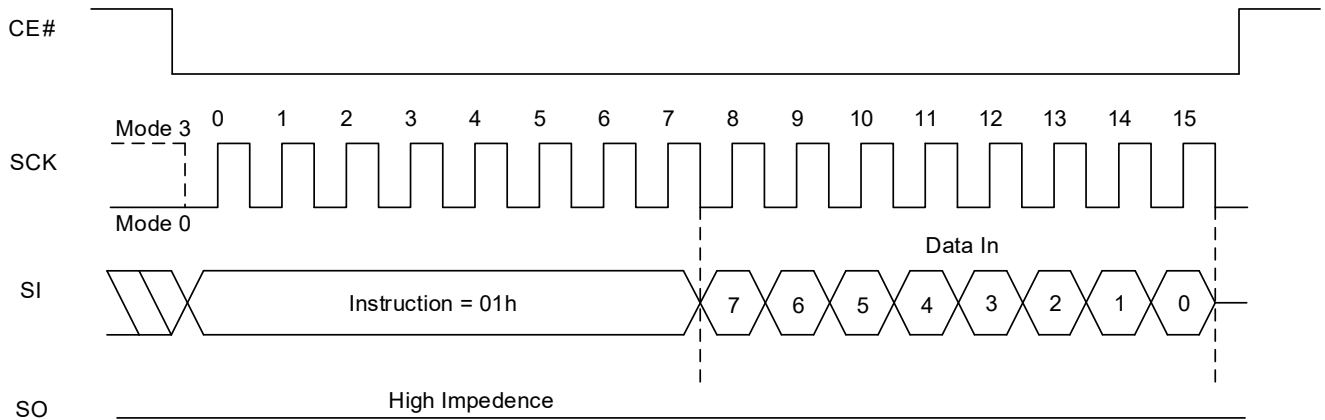 CE#
0 1 2 3 4 5 6 7 8 9 10 11 12 13 14 15
Mode 3
SCK
Mode 0
Data In
SI
Instruction = 01h
7 6 5 4 3 2 1 0
High Impedence
SO